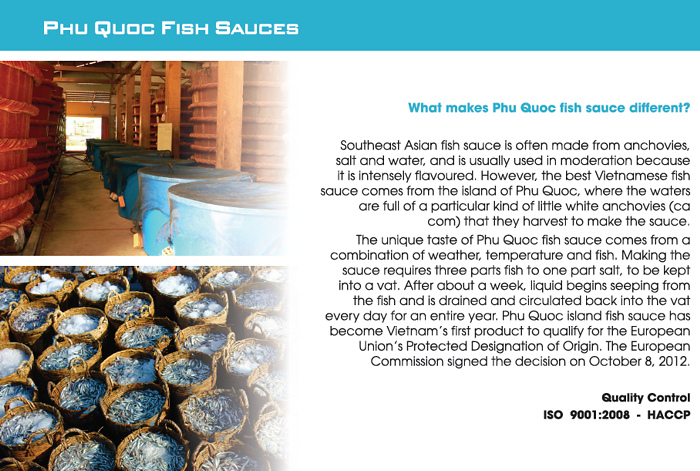 Phu Quoc Fish Sauces
What makes Phu Quoc fish sauce different?
Southeast Asian fish sauce is often made from anchovies,
salt and water, and is usually used in moderation because
it is intensely flavoured. However, the best Vietnamese fish
sauce comes from the island of Phu Quoc, where the waters
are full of a particular kind of little white anchovies (ca
com) that they harvest to make the sauce.
The unique taste of Phu Quoc fish sauce comes from a
combination of weather, temperature and fish. Making the
sauce requires three parts fish to one part salt, to be kept
into a vat. After about a week, liquid begins seeping from
the fish and is drained and circulated back into the vat
every day for an entire year. Phu Quoc island fish sauce has
become Vietnam's first product to qualify for the European
Union's Protected Designation of Origin. The European
Commission signed the decision on October 8, 2012.
Quality Control
ISO 9001:2008 - HACCP